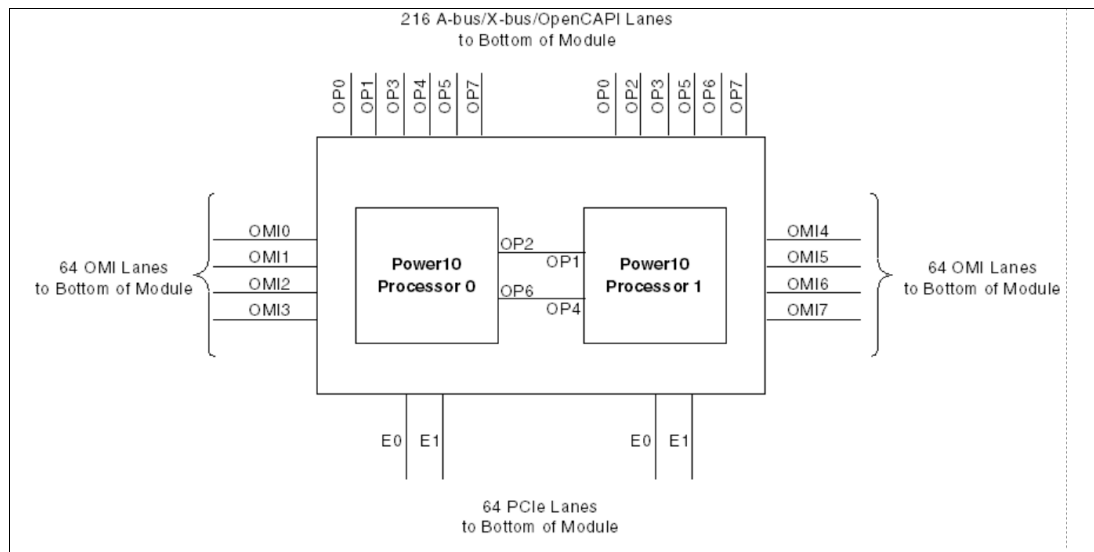 216 A-bus/X-bus/OpenCAPI Lanes
to Bottom of Module
OP0
OP1
OP3
OP4
OP5
OP7
OP0
OP2
OP3
OP5
OP6
OP7
64 OMI Lanes
to Bottom of Module
OMI0
OMI1
OMI2
OMI3
Power10
Processor 0
OP2
OP1
OP6
OP4
Power10
Processor 1
OMI4
OMI5
OMI6
OMI7
64 OMI Lanes
to Bottom of Module
E0
E1
E0
E1
64 PCIe Lanes
to Bottom of Module